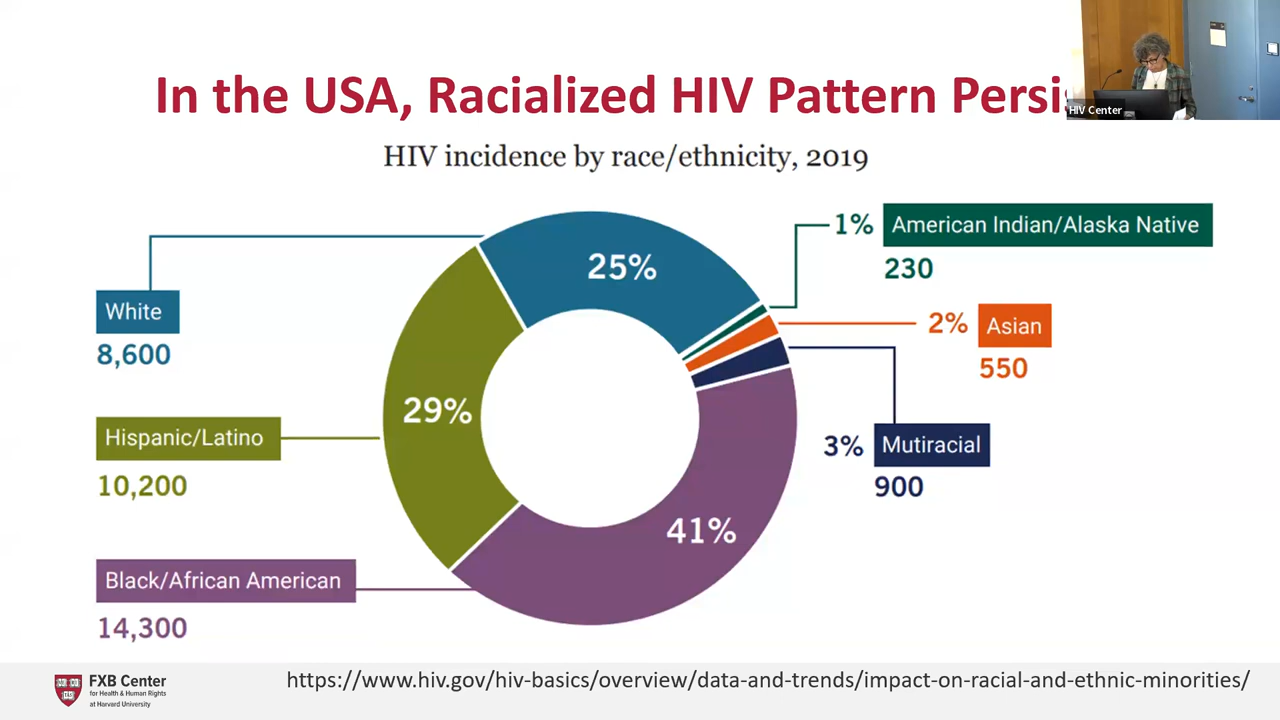 In the USA, Racialized HIV Pattern Persis
HIV Center
HIV incidence by race/ethnicity, 2019
1%
American Indian/Alaska Native
230
25%
White
8,600
2%
Asian
550
29%
Hispanic/Latino
10,200
3%
Mutiracial
900
41%
Black/African American
14,300
FXB Center
for Health & Human Rights
at Harvard University
https://www.hiv.gov/hiv-basics/overview/data-and-trends/impact-on-racial-and-ethnic-minorities/